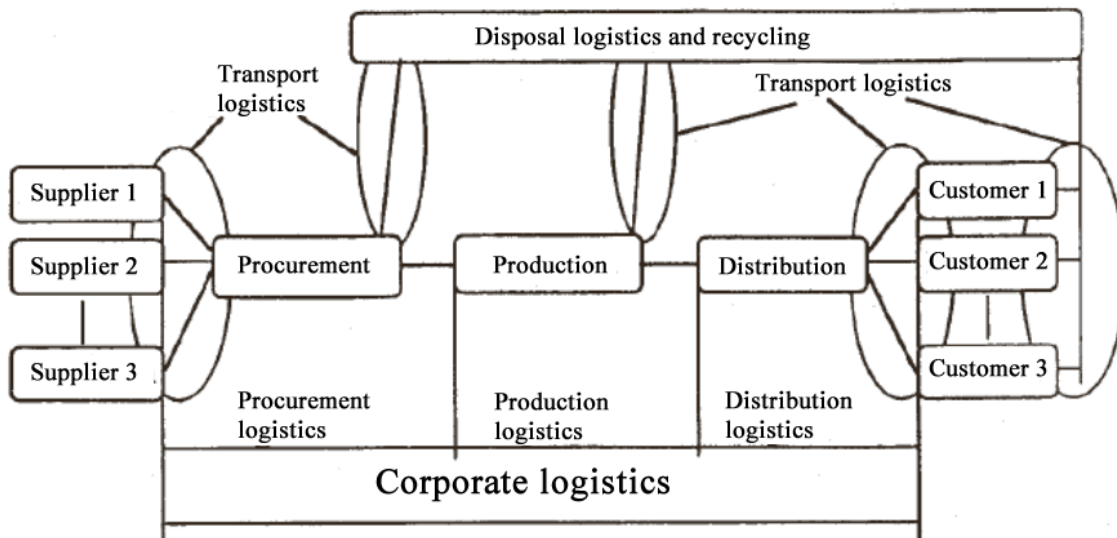 Disposal logistics and recycling
Transport
logistics
Transport logistics
Supplier 1
Customer 1
Supplier 2
Procurement
Production
Distribution
Customer 2
Supplier 3
Customer 3
Procurement
logistics
Production
logistics
Distribution
logistics
Corporate logistics